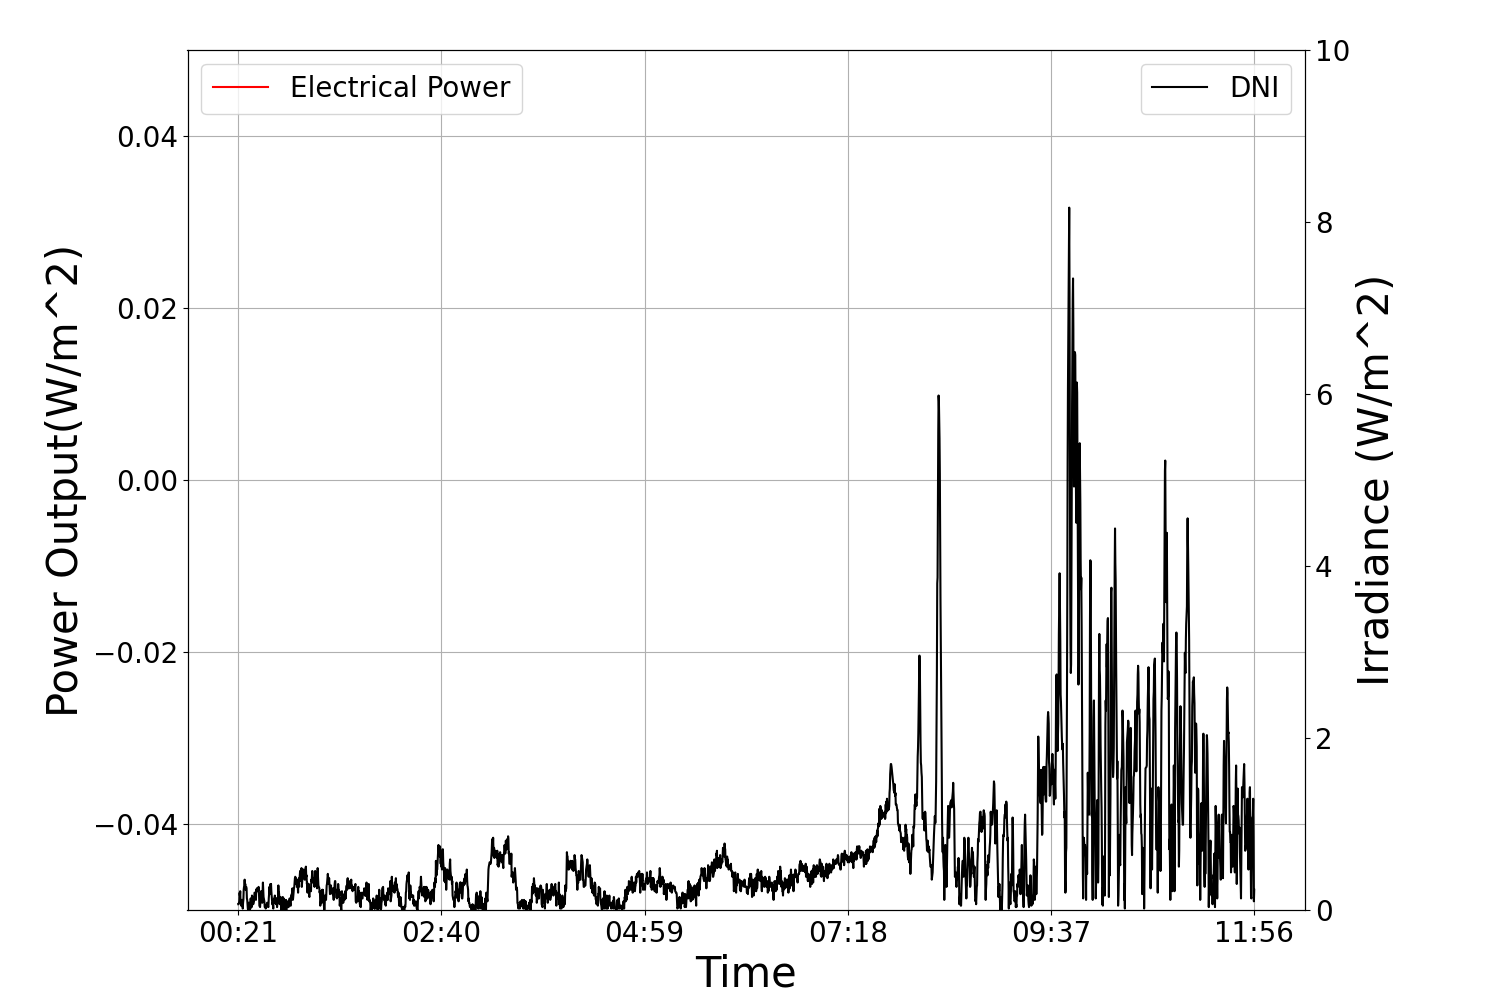 Electrical Power
DNI
Power Output(W/m^2)
0.04
0.02
0.00
−0.02
−0.04
10
8
6
4
2
0
Irradiance (W/m^2)
00:21 02:40 04:59 07:18 09:37 11:56
Time